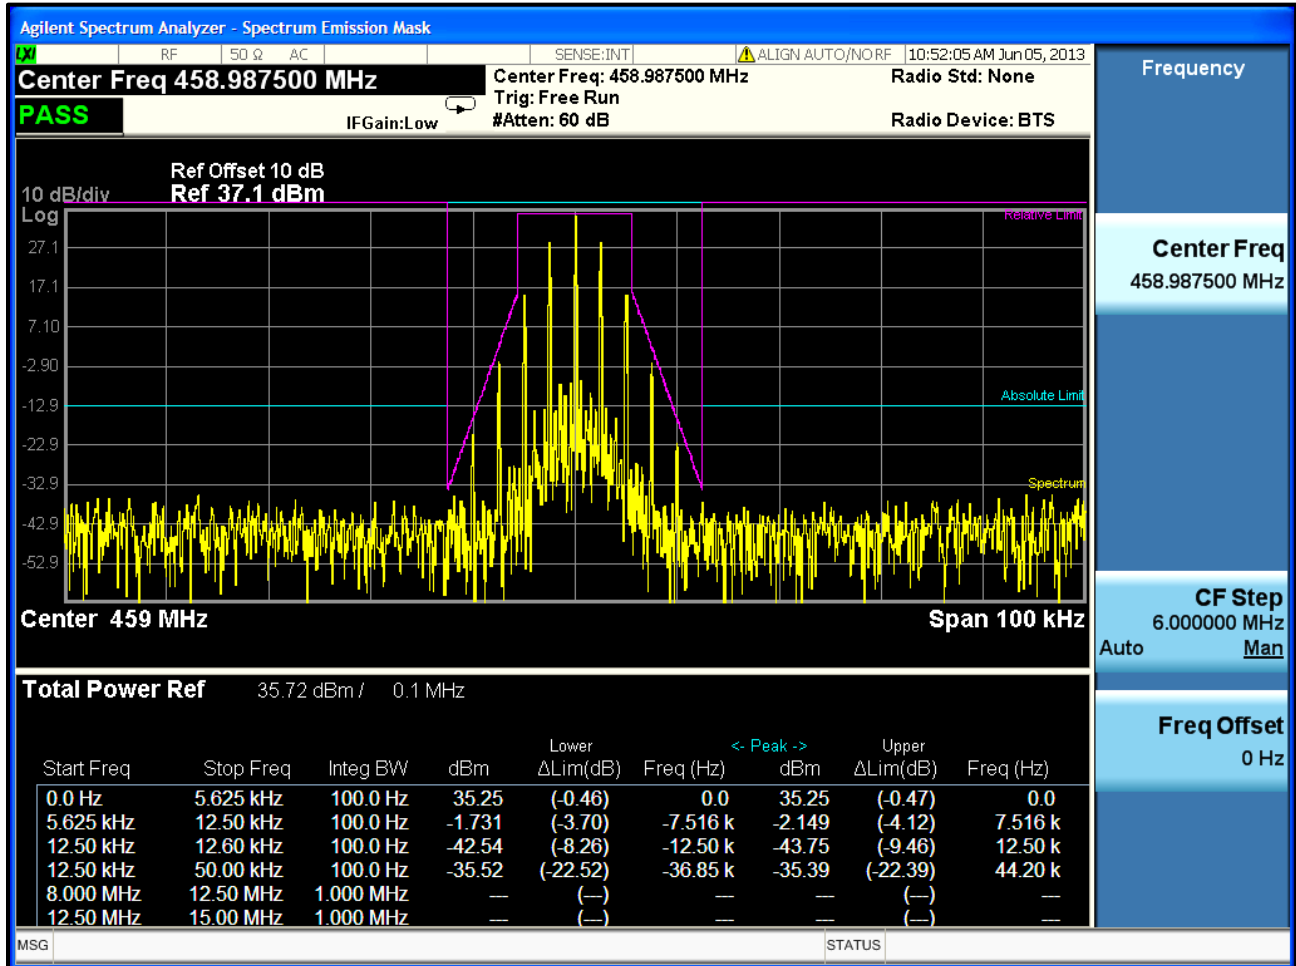 Agilent Spectrum Analyzer - Spectrum Emission Mask
LXI RF 50 Ω AC SENSE:INT ALIGN AUTO/NO RF 10:52:05 AM Jun 05, 2013
Center Freq 458.987500 MHz
Center Freq: 458.987500 MHz
Radio Std: None
Trig: Free Run
PASS
IFGain:Low
#Atten: 60 dB
Radio Device: BTS
Ref Offset 10 dB
10 dB/div Ref 37.1 dBm
Log
Relative Limit
27.1
17.1
7.10
-2.90
Absolute Limit
-12.9
-22.9
-32.9
Spectrum
-42.9
-52.9
Center 459 MHz
Span 100 kHz
Total Power Ref 35.72 dBm / 0.1 MHz
Lower <- Peak -> Upper
Start Freq Stop Freq Integ BW dBm ΔLim(dB) Freq (Hz) dBm ΔLim(dB) Freq (Hz)
0.0 Hz 5.625 kHz 100.0 Hz 35.25 (-0.46) 0.0 35.25 (-0.47) 0.0
5.625 kHz 12.50 kHz 100.0 Hz -1.731 (-3.70) -7.516 k -2.149 (-4.12) 7.516 k
12.50 kHz 12.60 kHz 100.0 Hz -42.54 (-8.26) -12.50 k -43.75 (-9.46) 12.50 k
12.50 kHz 50.00 kHz 100.0 Hz -35.52 (-22.52) -36.85 k -35.39 (-22.39) 44.20 k
8.000 MHz 12.50 MHz 1.000 MHz --- (---) --- --- (---) ---
12.50 MHz 15.00 MHz 1.000 MHz --- (---) --- --- (---) ---
MSG
STATUS
Frequency
Center Freq
458.987500 MHz
CF Step
6.000000 MHz
Auto Man
Freq Offset
0 Hz